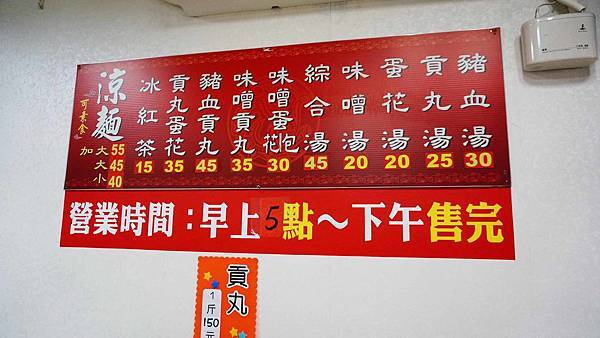 涼麵
可素食
加大 55
大 45
小 40
冰紅茶 15
貢丸蛋花 35
豬血貢丸 45
味噌貢丸 35
味噌蛋包 花 30
綜合湯 45
味噌湯 20
蛋花湯 20
貢丸湯 25
豬血湯 30
營業時間：早上5點～下午售完
貢丸
1斤150元